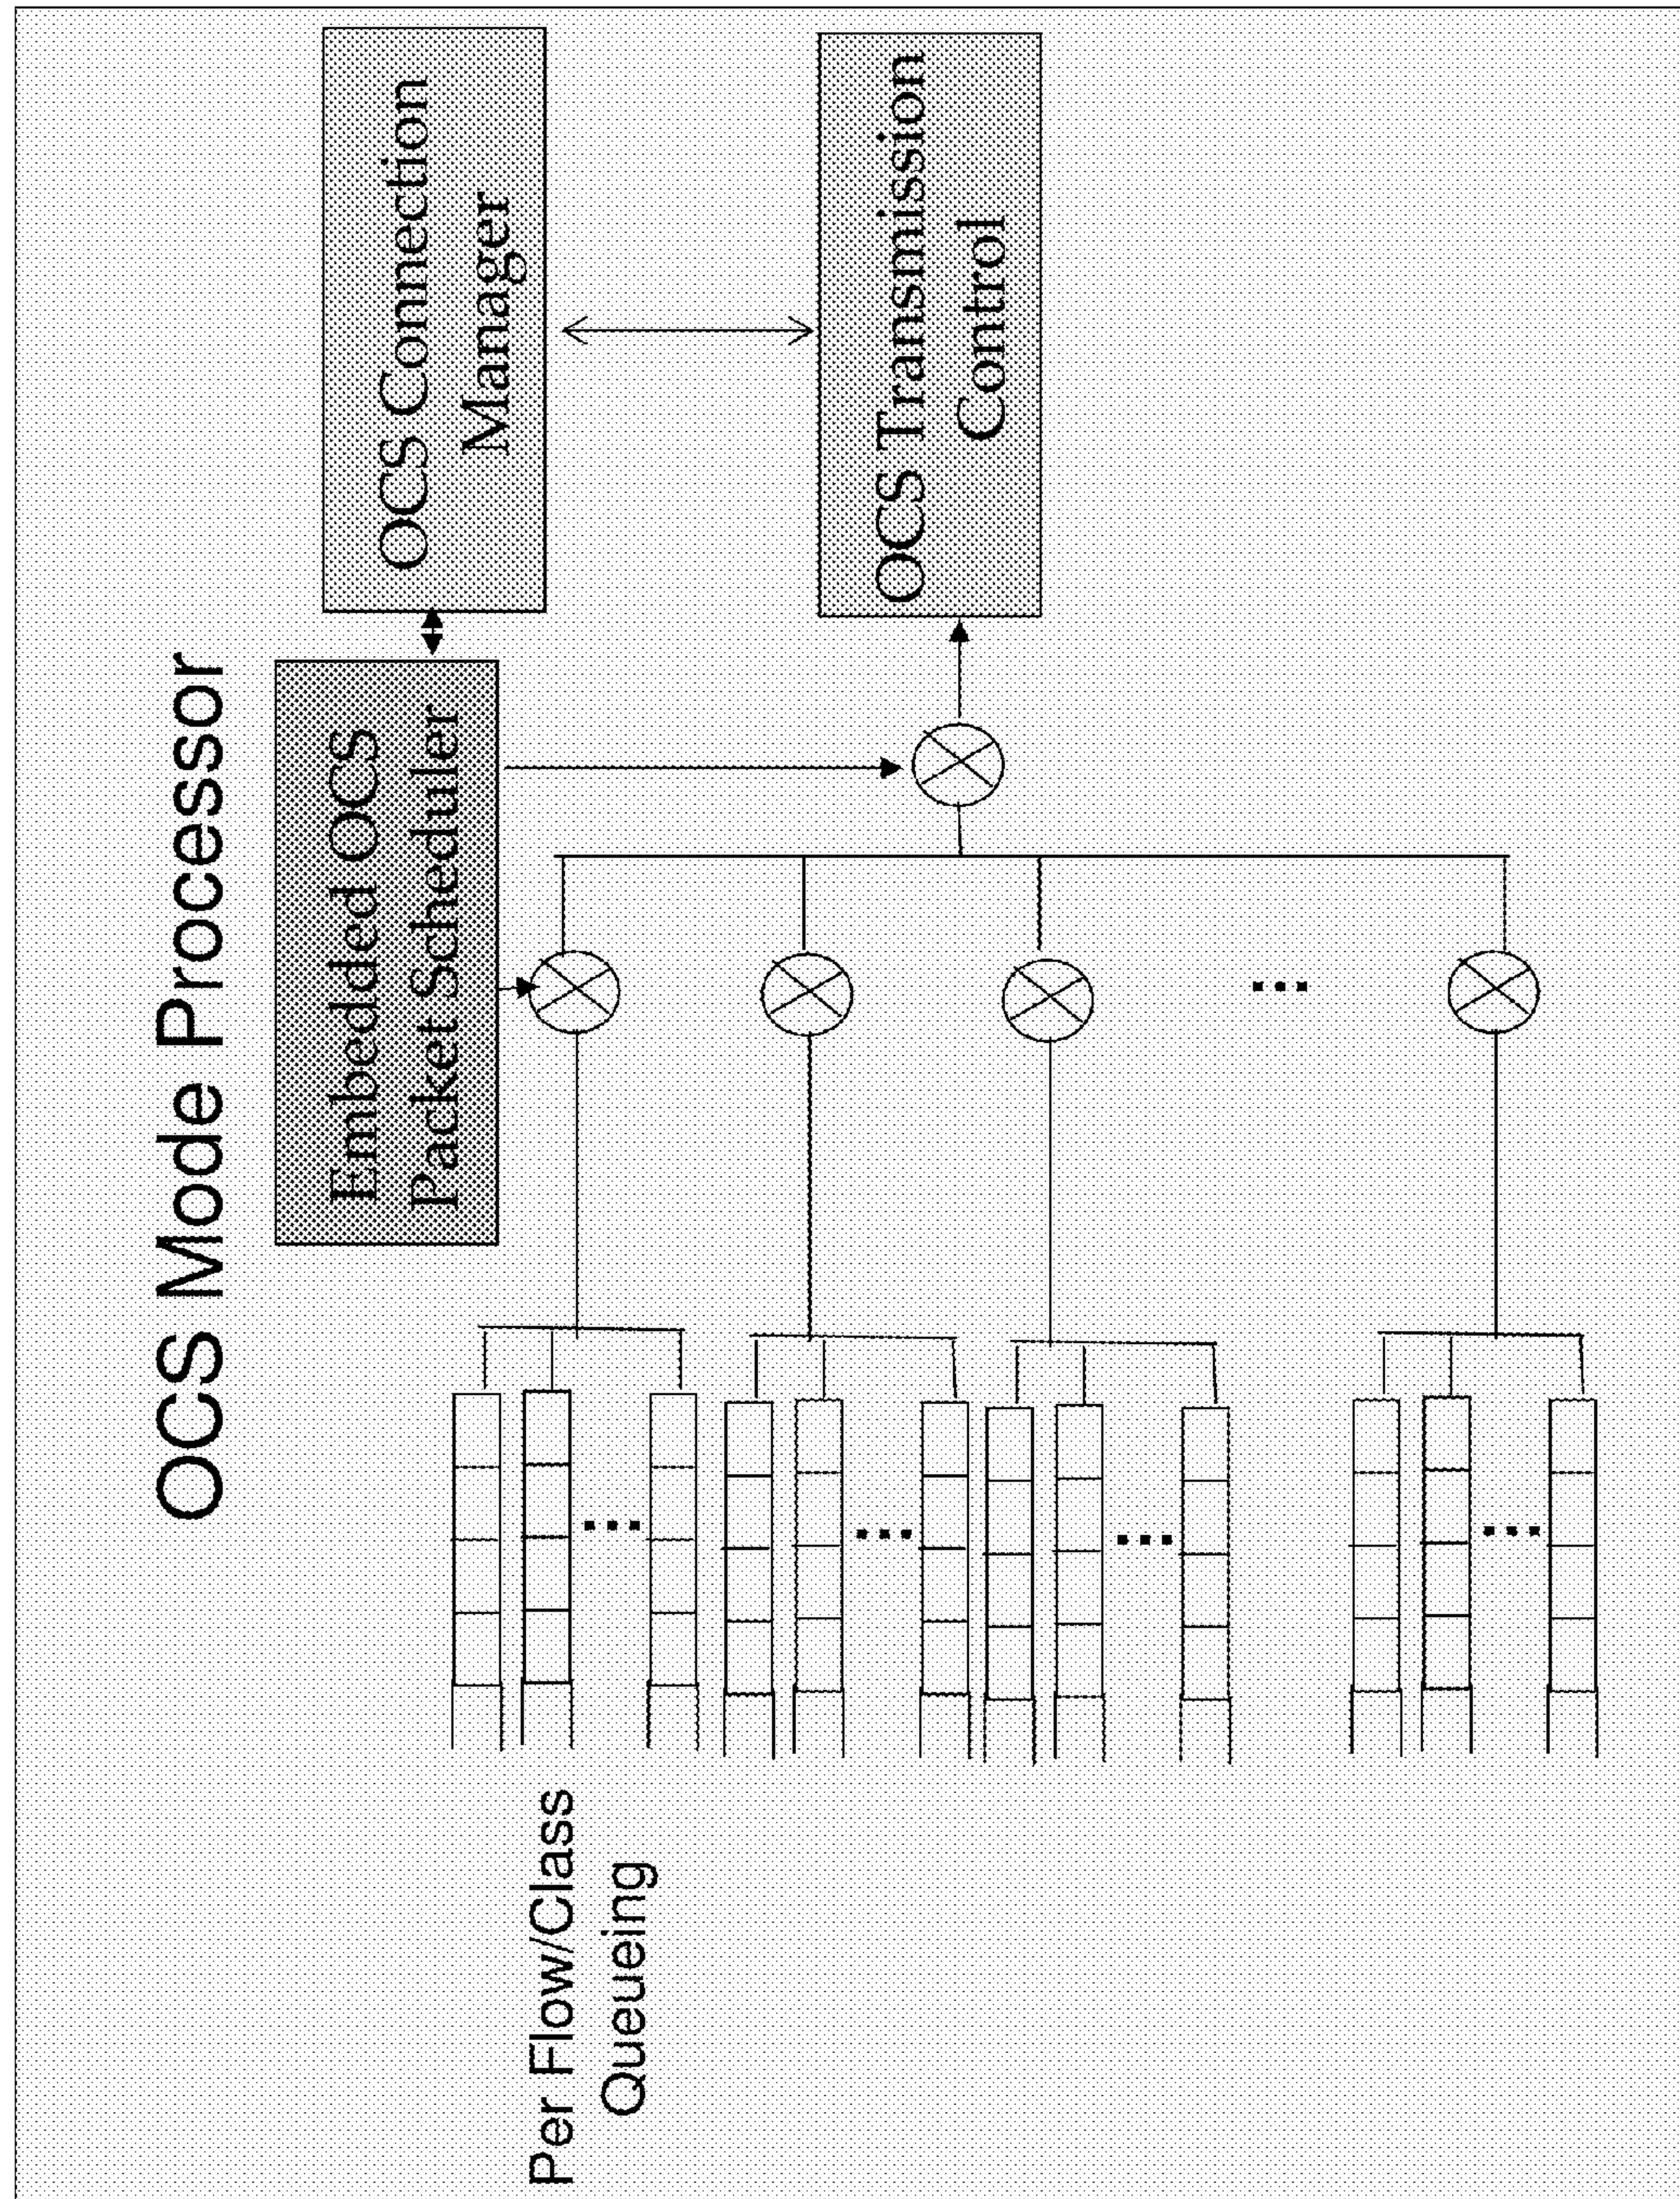 OCS Mode Processor
Embedded OCS
Packet Scheduler
OCS Connection
Manager
OCS Transmission
Control
Per Flow/Class
Queueing